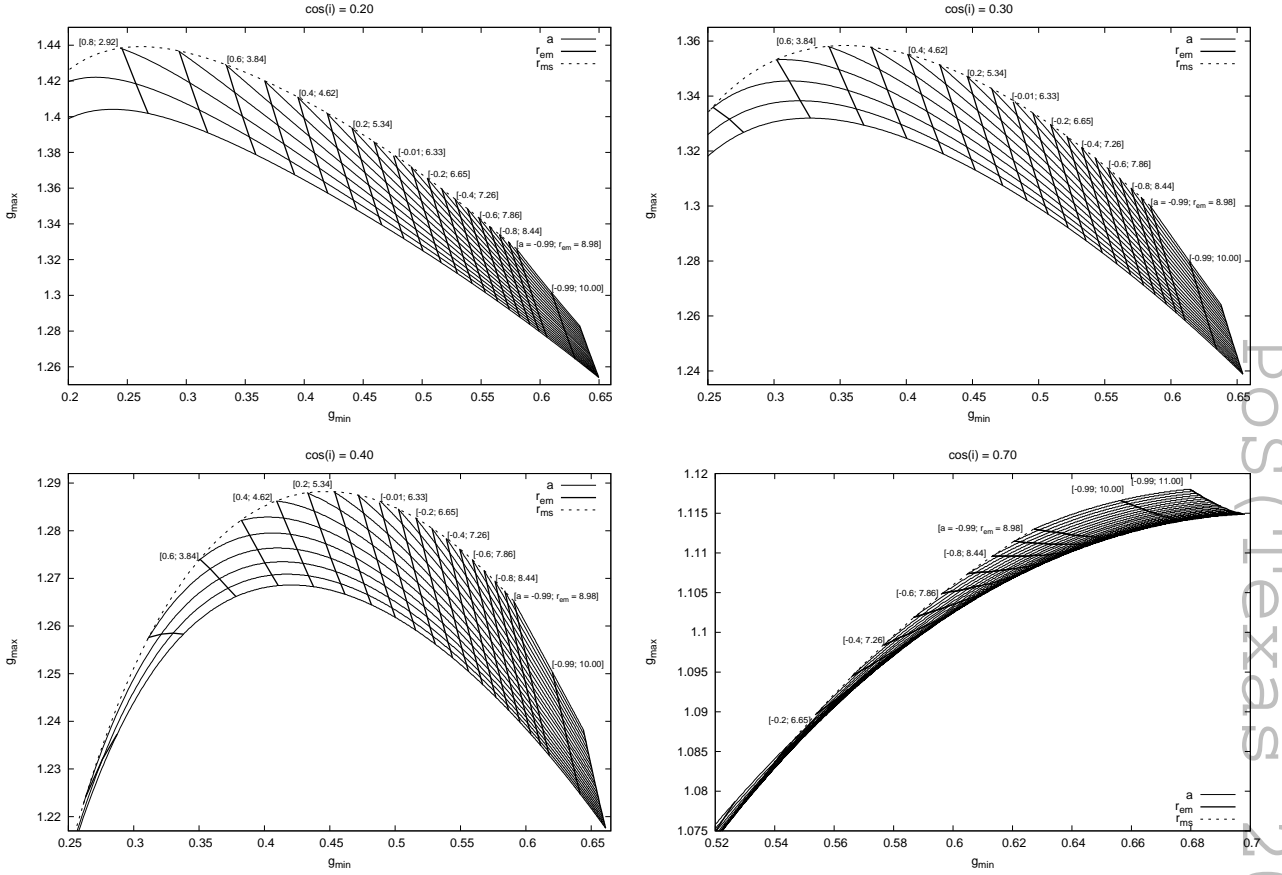 cos(i) = 0.20
1.44
1.42
1.4
1.38
1.36
1.34
1.32
1.3
1.28
1.26
g_max
[0.8; 2.92]
[0.6; 3.84]
[0.4; 4.62]
[0.2; 5.34]
[-0.01; 6.33]
[-0.2; 6.65]
[-0.4; 7.26]
[-0.6; 7.86]
[-0.8; 8.44]
[a = -0.99; r_em = 8.98]
[-0.99; 10.00]
a
r_em
r_ms
0.2 0.25 0.3 0.35 0.4 0.45 0.5 0.55 0.6 0.65
g_min
cos(i) = 0.30
1.36
1.34
1.32
1.3
1.28
1.26
1.24
g_max
[0.6; 3.84]
[0.4; 4.62]
[0.2; 5.34]
[-0.01; 6.33]
[-0.2; 6.65]
[-0.4; 7.26]
[-0.6; 7.86]
[-0.8; 8.44]
[a = -0.99; r_em = 8.98]
[-0.99; 10.00]
a
r_em
r_ms
0.25 0.3 0.35 0.4 0.45 0.5 0.55 0.6 0.65
g_min
cos(i) = 0.40
1.29
1.28
1.27
1.26
1.25
1.24
1.23
1.22
g_max
[0.6; 3.84]
[0.4; 4.62]
[0.2; 5.34]
[-0.01; 6.33]
[-0.2; 6.65]
[-0.4; 7.26]
[-0.6; 7.86]
[-0.8; 8.44]
[a = -0.99; r_em = 8.98]
[-0.99; 10.00]
a
r_em
r_ms
0.25 0.3 0.35 0.4 0.45 0.5 0.55 0.6 0.65
g_min
cos(i) = 0.70
1.12
1.115
1.11
1.105
1.1
1.095
1.09
1.085
1.08
1.075
g_max
[-0.99; 11.00]
[-0.99; 10.00]
[a = -0.99; r_em = 8.98]
[-0.8; 8.44]
[-0.6; 7.86]
[-0.4; 7.26]
[-0.2; 6.65]
a
r_em
r_ms
0.52 0.54 0.56 0.58 0.6 0.62 0.64 0.66 0.68 0.7
g_min
PoS(Texas 2